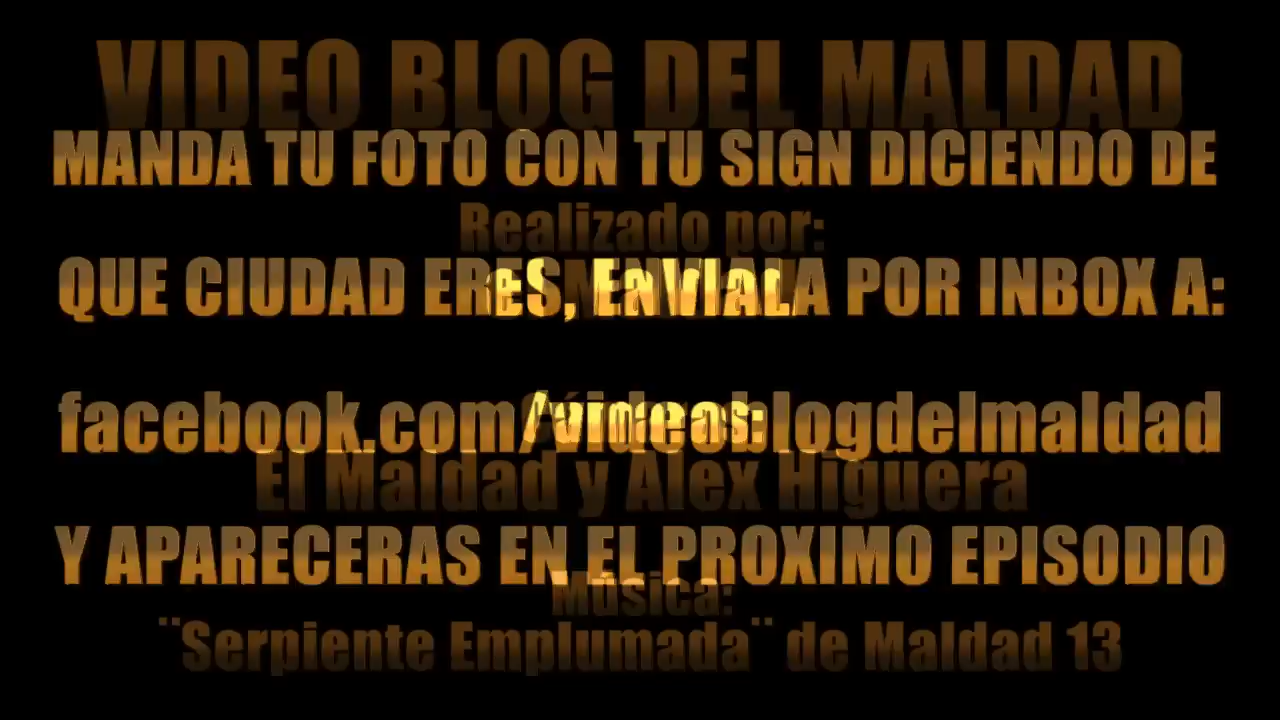 VIDEO BLOG DEL MALDAD
MANDA TU FOTO CON TU SIGN DICIENDO DE
Realizado por:
QUE CIUDAD ERES, ENVIALA POR INBOX A:
facebook.com/videoblogdelmaldad
El Maldad y Alex Higuera
Y APARECERAS EN EL PROXIMO EPISODIO
Música:
¨Serpiente Emplumada¨ de Maldad 13